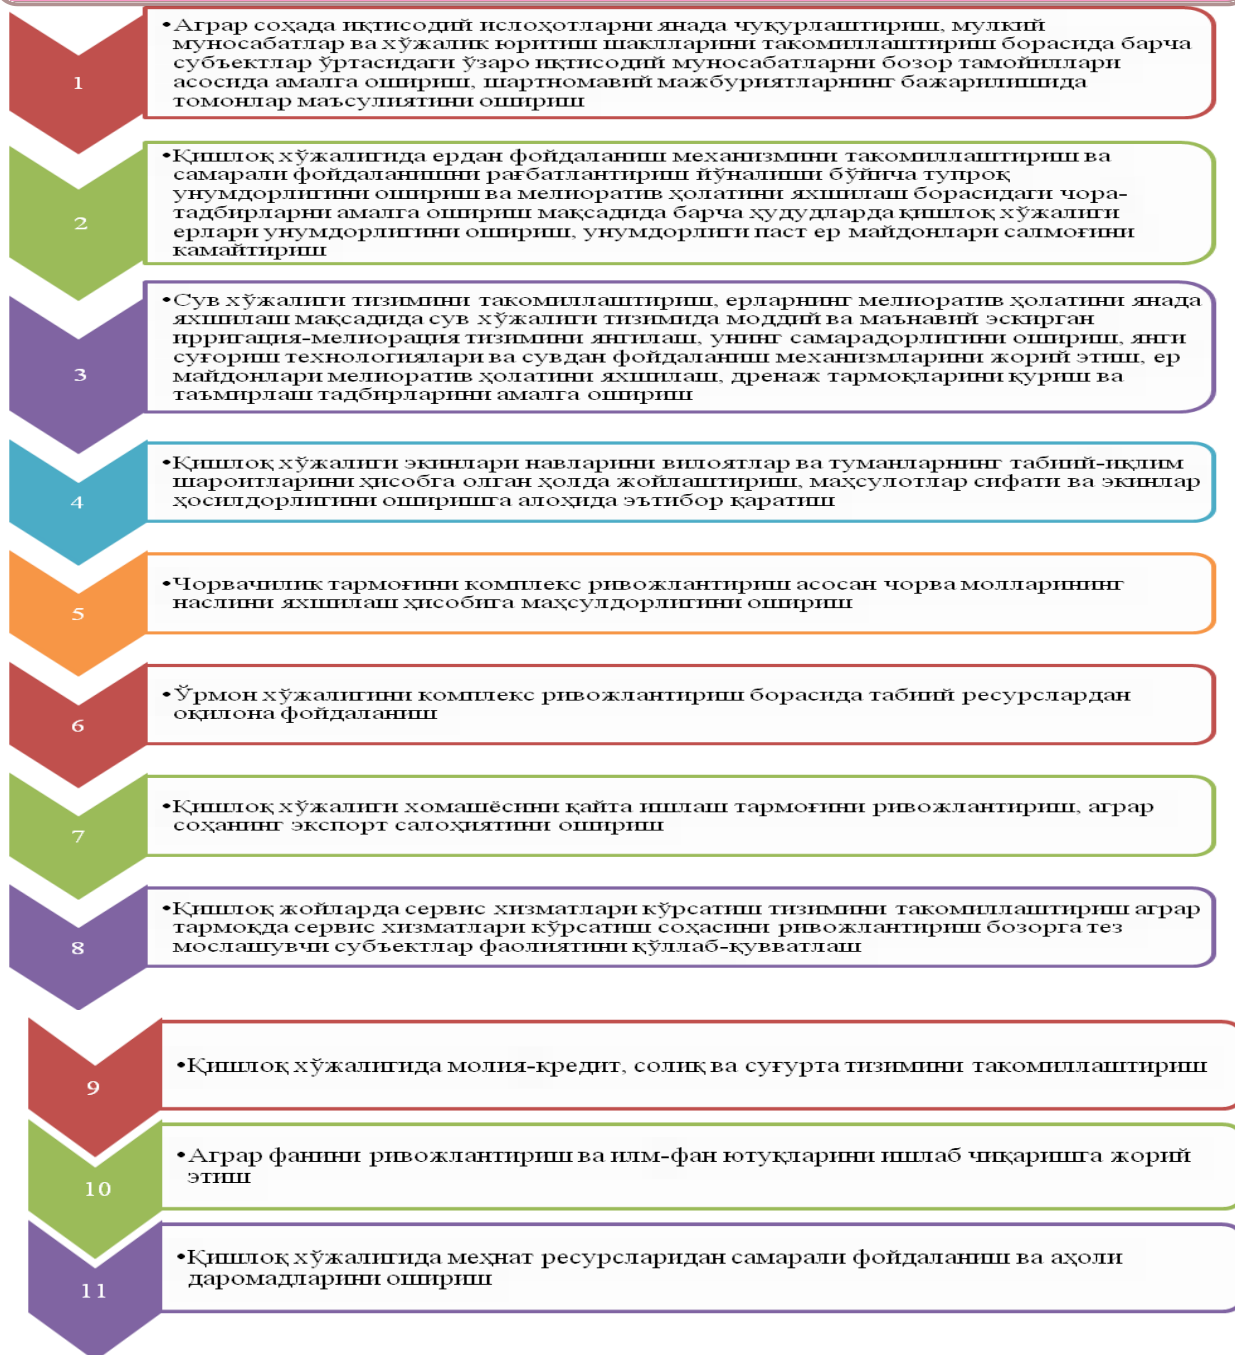 1
•Аграр соҳада иқтисодий ислоҳотларни янада чуқурлаштириш, мулкий
муносабатлар ва хўжалик юритиш шаклларини такомиллаштириш борасида барча
субъектлар ўртасидаги ўзаро иқтисодий муносабатларни бозор тамойиллари
асосида амалга ошириш, шартномавий мажбуриятларнинг бажарилишида
томонлар маъсулиятини ошириш
2
•Қишлоқ хўжалигида ердан фойдаланиш механизмини такомиллаштириш ва
самарали фойдаланишни рағбатлантириш йўналиши бўйича тупроқ
унумдорлигини ошириш ва мелиоратив ҳолатини яхшилаш борасидаги чора-
тадбирларни амалга ошириш мақсадида барча ҳудудларда қишлоқ хўжалиги
ерлари унумдорлигини ошириш, унумдорлиги паст ер майдонлари салмоғини
камайтириш
3
•Сув хўжалиги тизимини такомиллаштириш, ерларнинг мелиоратив ҳолатини янада
яхшилаш мақсадида сув хўжалиги тизимида моддий ва маънавий эскирган
ирригация-мелиорация тизимини янгилаш, унинг самарадорлигини ошириш, янги
суғориш технологиялари ва сувдан фойдаланиш механизмларини жорий этиш, ер
майдонлари мелиоратив ҳолатини яхшилаш, дренаж тармоқларини қуриш ва
таъмирлаш тадбирларини амалга ошириш
4
•Қишлоқ хўжалиги экинлари навларини вилоятлар ва туманларнинг табиий-иқлим
шароитларини ҳисобга олган ҳолда жойлаштириш, маҳсулотлар сифати ва экинлар
ҳосилдорлигини оширишга алоҳида эътибор қаратиш
5
•Чорвачилик тармоғини комплекс ривожлантириш асосан чорва молларининг
наслини яхшилаш ҳисобига маҳсулдорлигини ошириш
6
•Ўрмон хўжалигини комплекс ривожлантириш борасида табиий ресурслардан
оқилона фойдаланиш
7
•Қишлоқ хўжалиги хомашёсини қайта ишлаш тармоғини ривожлантириш, аграр
соҳанинг экспорт салоҳиятини ошириш
8
•Қишлоқ жойларда сервис хизматлари кўрсатиш тизимини такомиллаштириш аграр
тармоқда сервис хизматлари кўрсатиш соҳасини ривожлантириш бозорга тез
мослашувчи субъектлар фаолиятини қўллаб-қувватлаш
9
•Қишлоқ хўжалигида молия-кредит, солиқ ва суғурта тизимини такомиллаштириш
10
•Аграр фанини ривожлантириш ва илм-фан ютуқларини ишлаб чиқаришга жорий
этиш
11
•Қишлоқ хўжалигида меҳнат ресурсларидан самарали фойдаланиш ва аҳоли
даромадларини ошириш